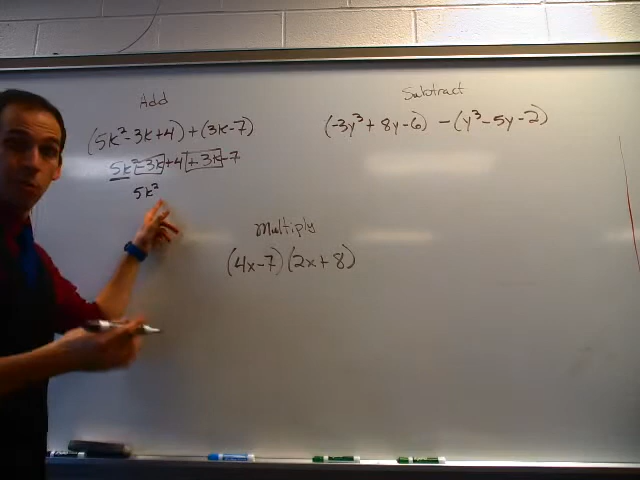 Add
(5k² - 3k + 4) + (3k - 7)
5k² - 3k + 4 + 3k - 7
5k²
Subtract
(-3y³ + 8y - 6) - (y³ - 5y - 2)
Multiply
(4x - 7)(2x + 8)